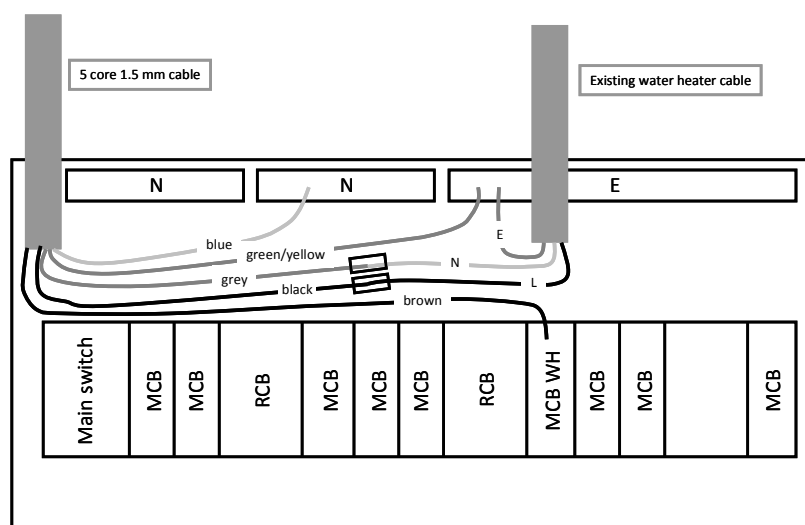 5 core 1.5 mm cable
Existing water heater cable
N
N
E
blue
green/yellow
E
grey
N
black
L
brown
Main switch
MCB
MCB
RCB
MCB
MCB
MCB
RCB
MCB WH
MCB
MCB
MCB